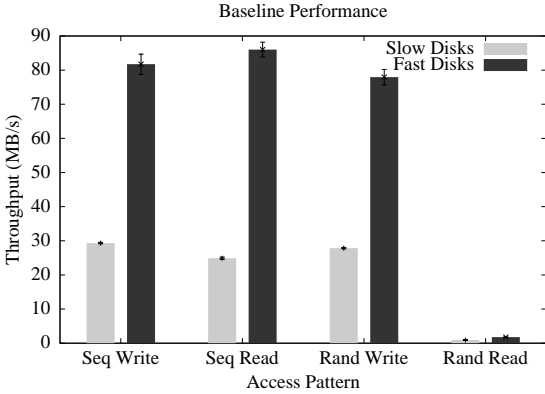 Baseline Performance
90
80
70
60
50
40
30
20
10
0
Throughput (MB/s)
Slow Disks
Fast Disks
Seq Write
Seq Read
Rand Write
Rand Read
Access Pattern